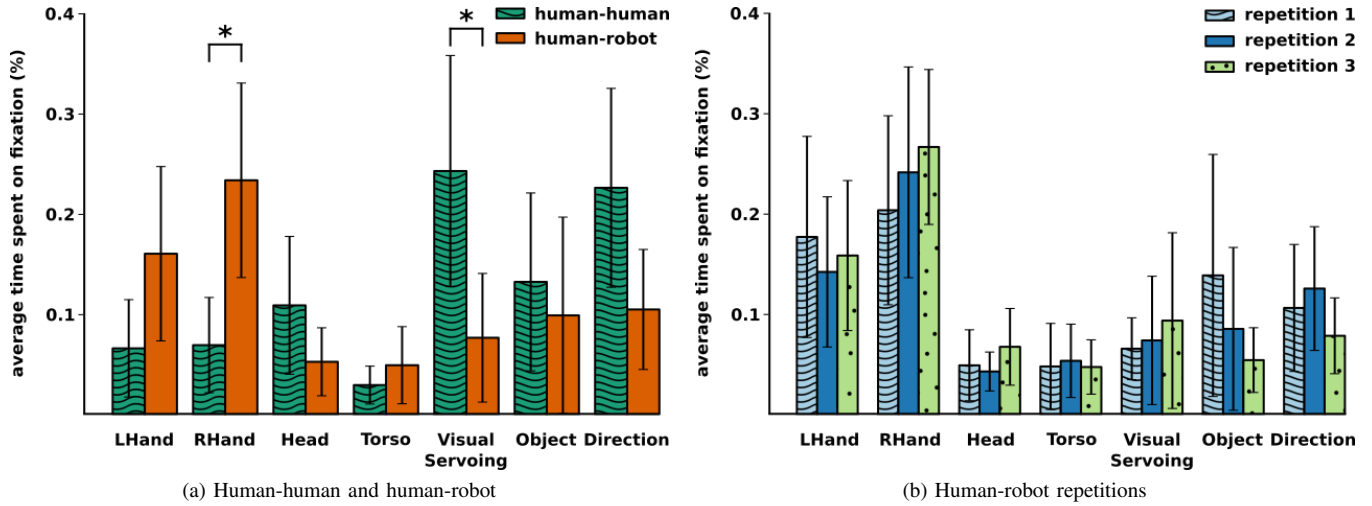 average time spent on fixation (%)
0.4
0.3
0.2
0.1
*
*
human-human
human-robot
LHand
RHand
Head
Torso
Visual
Servoing
Object
Direction
(a) Human-human and human-robot
average time spent on fixation (%)
0.4
0.3
0.2
0.1
repetition 1
repetition 2
repetition 3
LHand
RHand
Head
Torso
Visual
Servoing
Object
Direction
(b) Human-robot repetitions